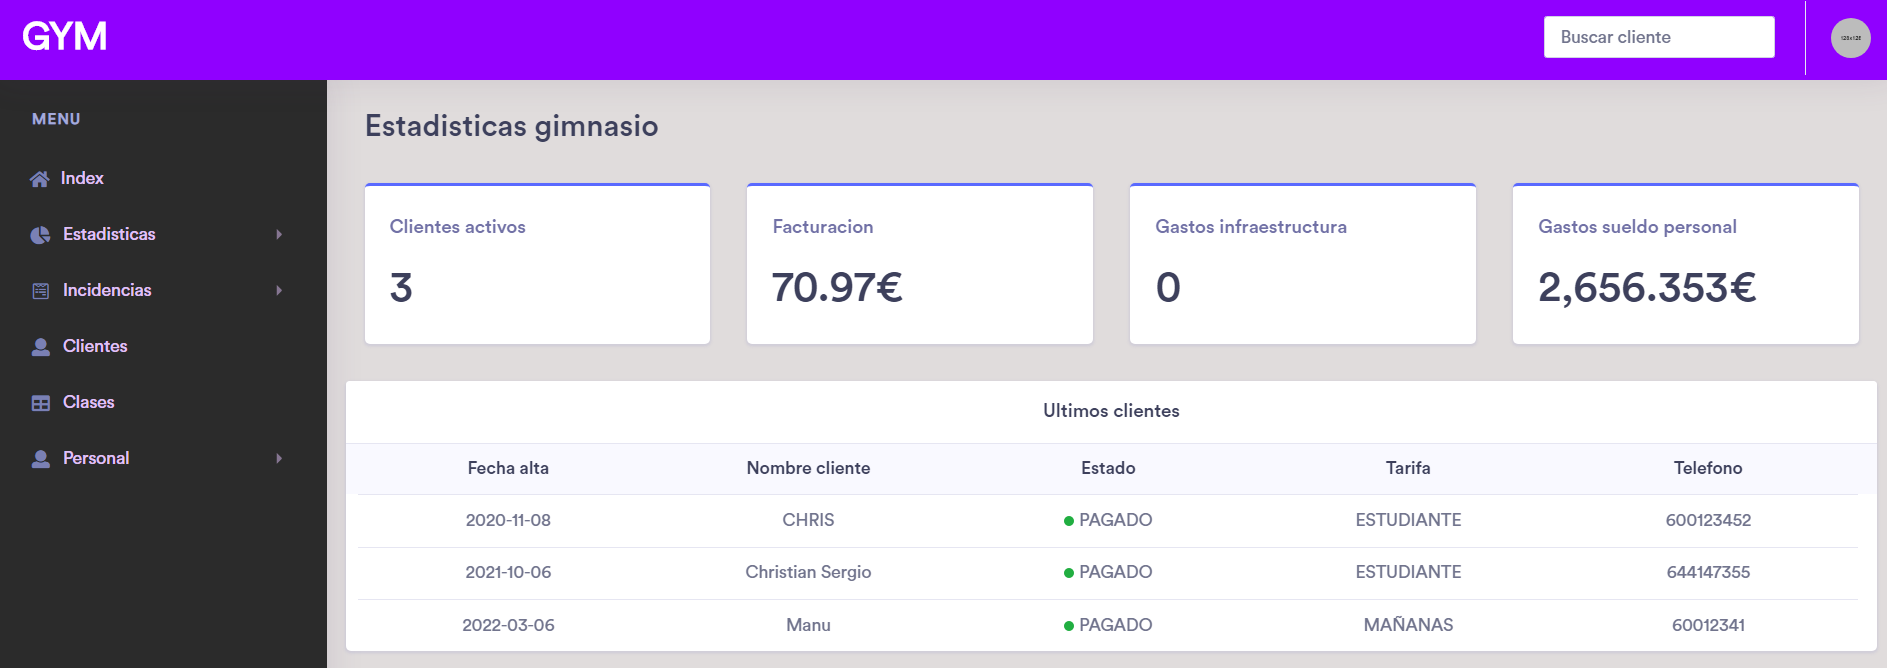 GYM
Buscar cliente
128x128
MENU
Index
Estadisticas
Incidencias
Clientes
Clases
Personal
Estadisticas gimnasio
Clientes activos
3
Facturacion
70.97€
Gastos infraestructura
0
Gastos sueldo personal
2,656.353€
Ultimos clientes
Fecha alta Nombre cliente Estado Tarifa Telefono
2020-11-08 CHRIS PAGADO ESTUDIANTE 600123452
2021-10-06 Christian Sergio PAGADO ESTUDIANTE 644147355
2022-03-06 Manu PAGADO MAÑANAS 60012341